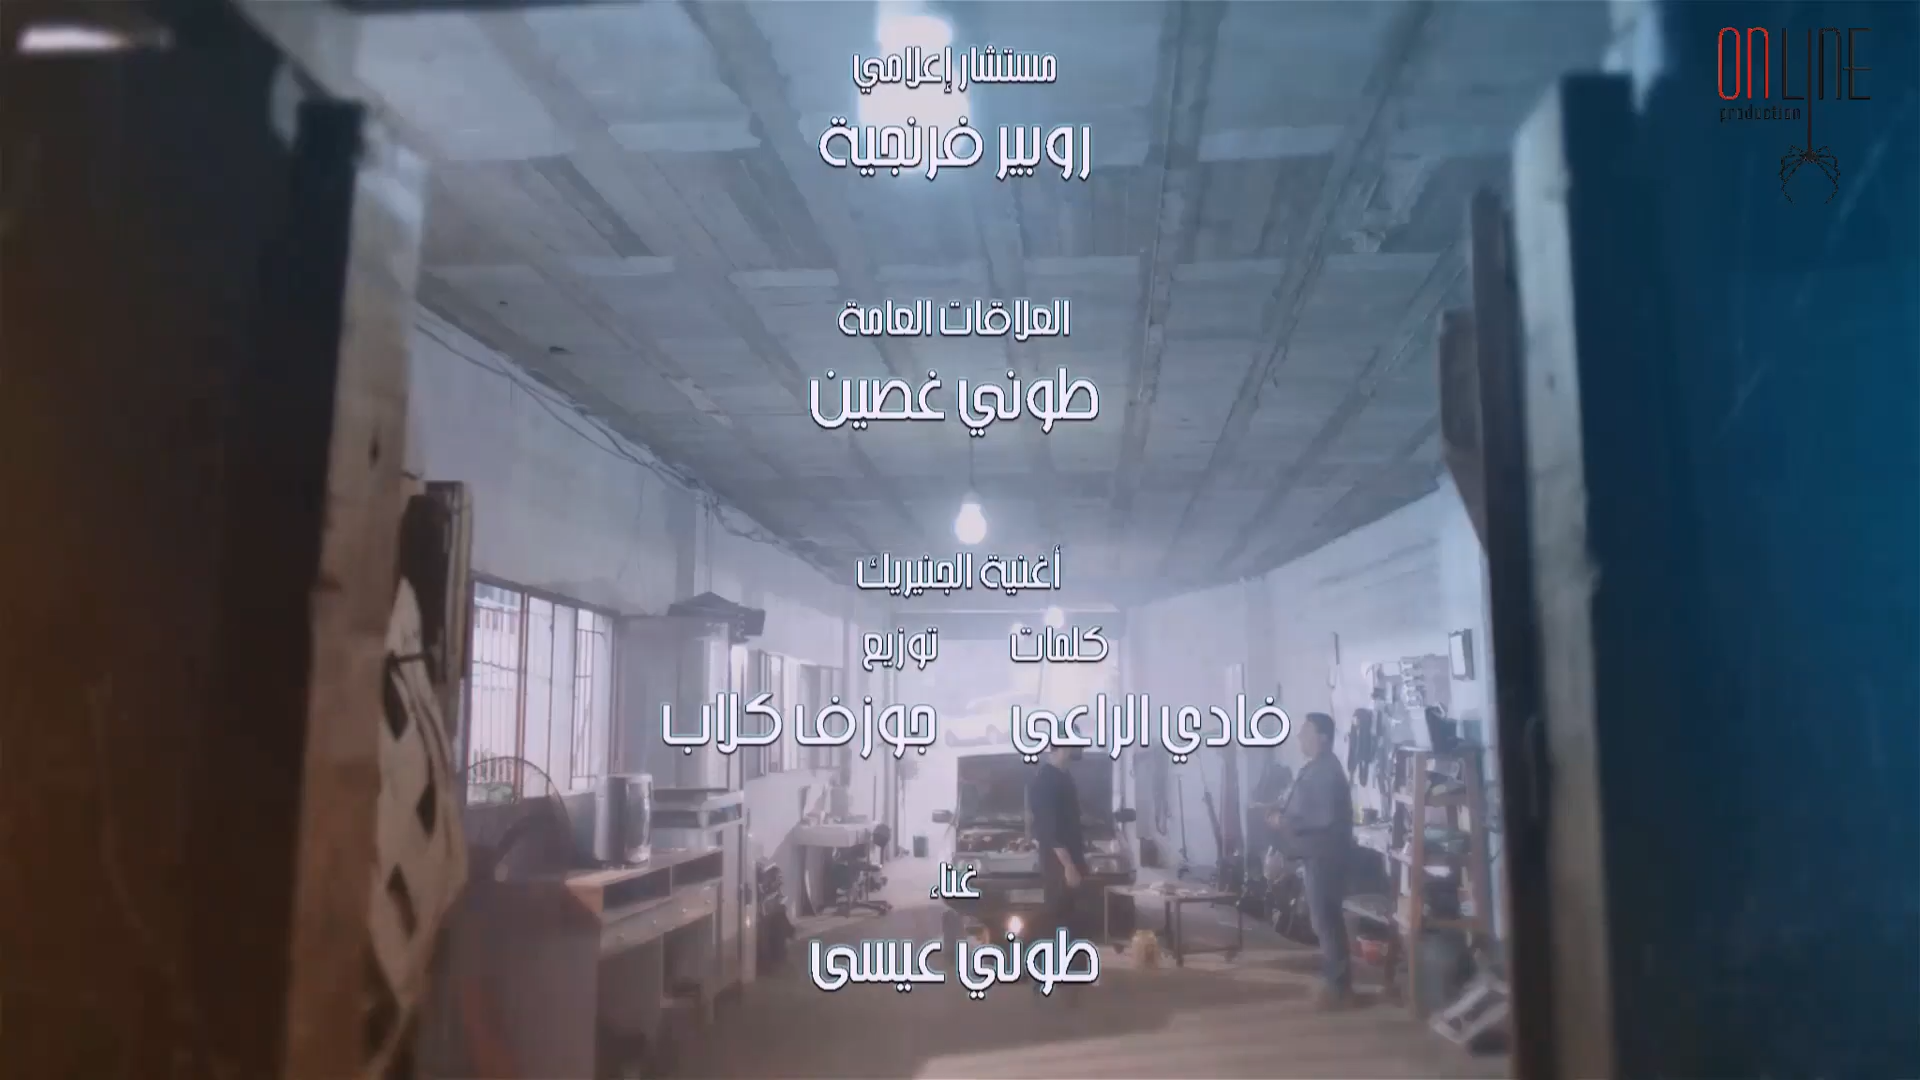 مستشار إعلامي
روبير فرنجية
ONLINE
production
العلاقات العامة
طوني غصين
أغنية الجنيريك
كلمات توزيع
فادي الراعي جوزف كلاب
غناء
طوني عيسى